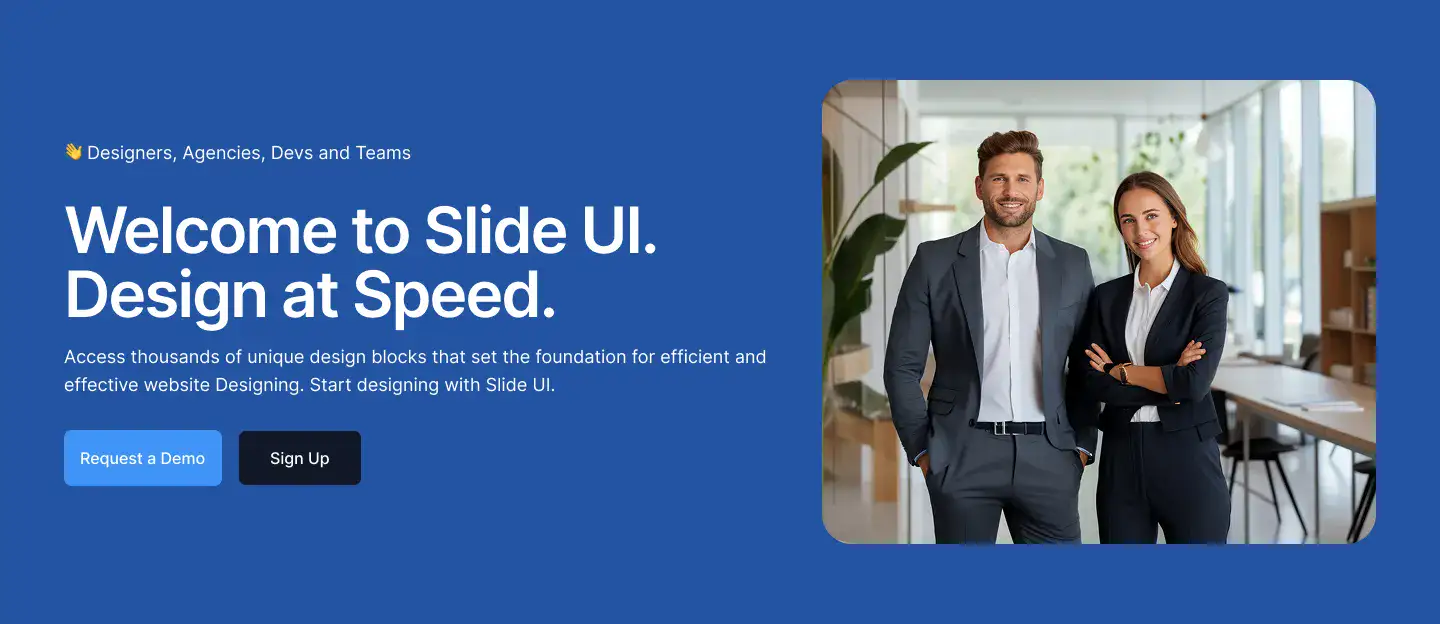 👋 Designers, Agencies, Devs and Teams
Welcome to Slide UI.
Design at Speed.
Access thousands of unique design blocks that set the foundation for efficient and
effective website Designing. Start designing with Slide UI.
Request a Demo
Sign Up